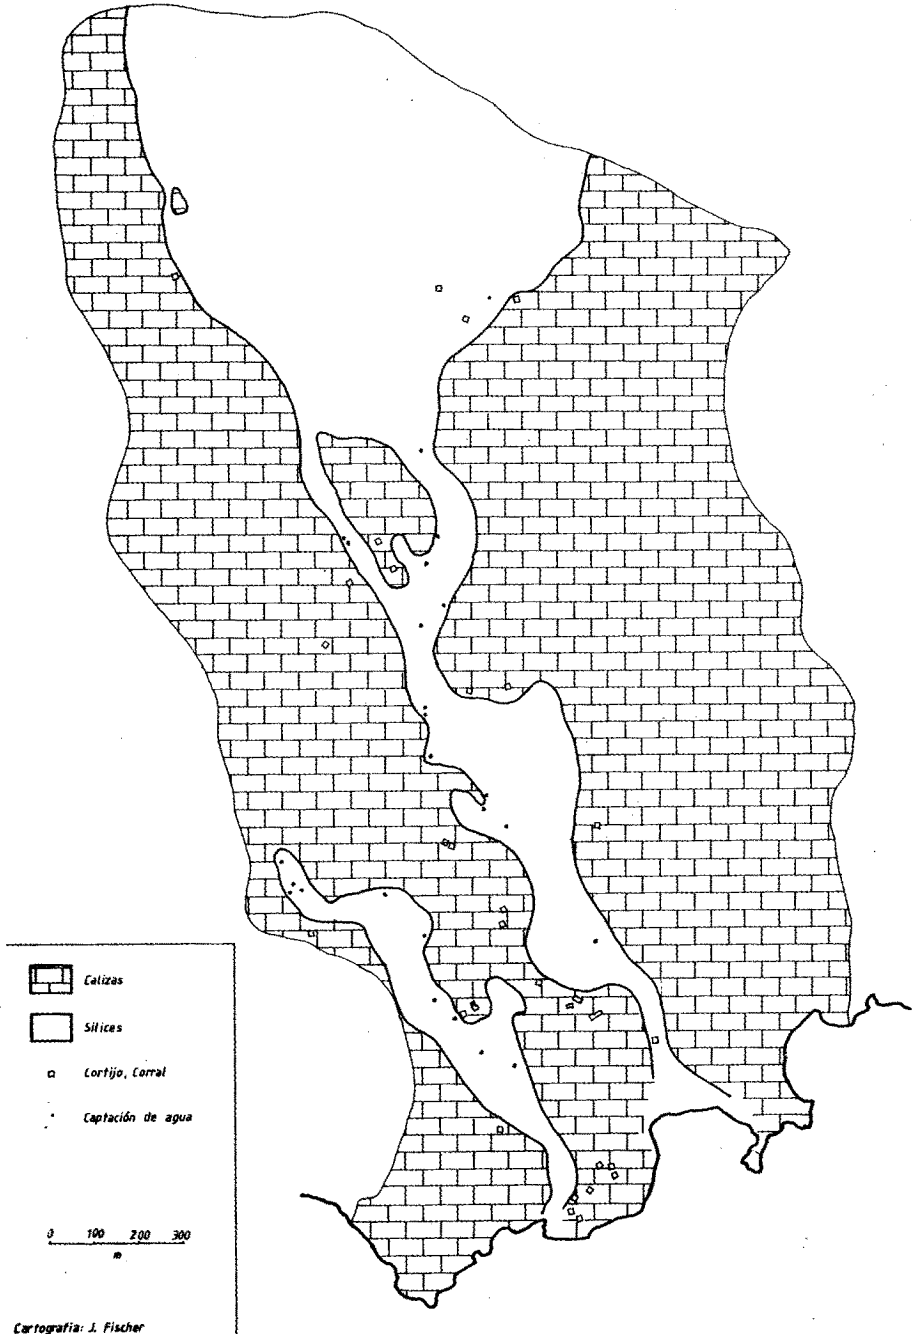 Calizas
Sílices
Cortijo, Corral
Captación de agua
0 100 200 300
m
Cartografía: J. Fischer